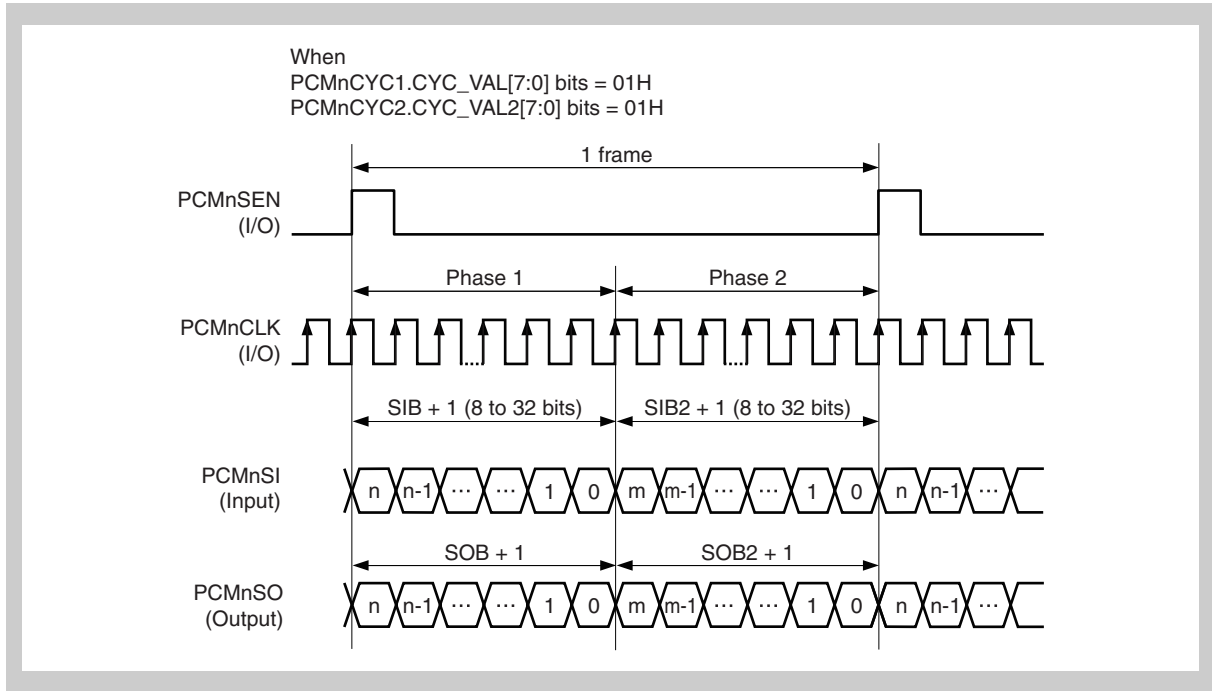 When
PCMnCYC1.CYC_VAL[7:0] bits = 01H
PCMnCYC2.CYC_VAL2[7:0] bits = 01H
1 frame
PCMnSEN
(I/O)
Phase 1 Phase 2
PCMnCLK
(I/O)
SIB + 1 (8 to 32 bits) SIB2 + 1 (8 to 32 bits)
PCMnSI
(Input)
n n-1 ... ... 1 0 m m-1 ... ... 1 0 n n-1 ...
SOB + 1 SOB2 + 1
PCMnSO
(Output)
n n-1 ... ... 1 0 m m-1 ... ... 1 0 n n-1 ...